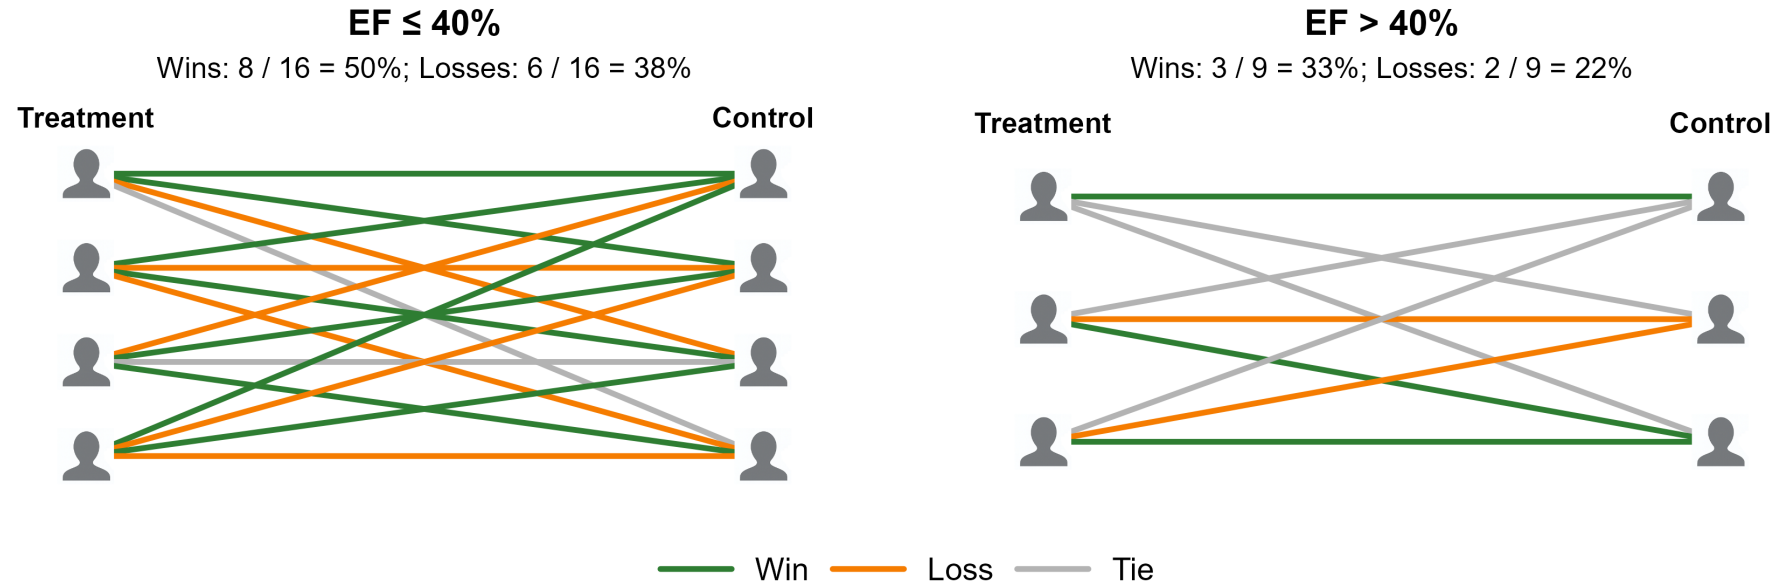 EF ≤ 40%
Wins: 8 / 16 = 50%; Losses: 6 / 16 = 38%
Treatment
Control
EF > 40%
Wins: 3 / 9 = 33%; Losses: 2 / 9 = 22%
Treatment
Control
Win
Loss
Tie